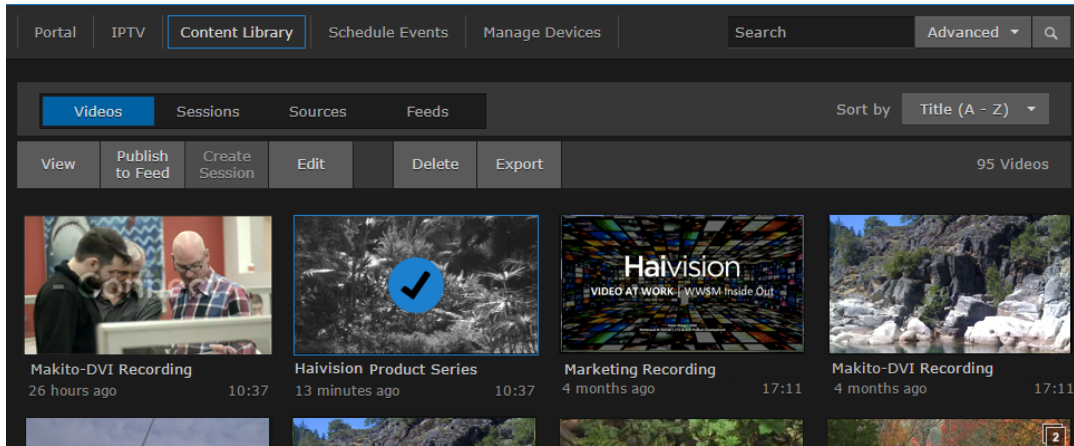 Portal IPTV Content Library Schedule Events Manage Devices Search Advanced
Videos Sessions Sources Feeds Sort by Title (A - Z)
View Publish to Feed Create Session Edit Delete Export 95 Videos
Connec
Haivision
VIDEO AT WORK | WWSM Inside Out
Makito-DVI Recording Haivision Product Series Marketing Recording Makito-DVI Recording
26 hours ago 10:37 13 minutes ago 10:37 4 months ago 17:11 4 months ago 17:11
2